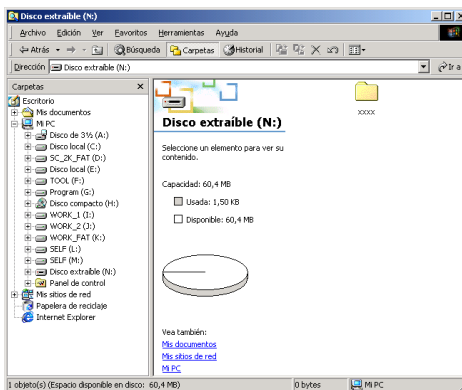 Disco extraíble (N:)
Archivo Edición Ver Favoritos Herramientas Ayuda
Atrás Búsqueda Carpetas Historial
Dirección Disco extraíble (N:) Ir a
Carpetas
Escritorio
Mis documentos
Mi PC
Disco de 3½ (A:)
Disco local (C:)
SC_2K_FAT (D:)
Disco local (E:)
TOOL (F:)
Program (G:)
Disco compacto (H:)
WORK_1 (I:)
WORK_2 (J:)
WORK_FAT (K:)
SELF (L:)
SELF (M:)
Disco extraíble (N:)
Panel de control
Mis sitios de red
Papelera de reciclaje
Internet Explorer
Disco extraíble (N:)
Seleccione un elemento para ver su
contenido.
Capacidad: 60,4 MB
Usada: 1,50 KB
Disponible: 60,4 MB
Vea también:
Mis documentos
Mis sitios de red
Mi PC
xxxx
1 objeto(s) (Espacio disponible en disco: 60,4 MB) 0 bytes Mi PC